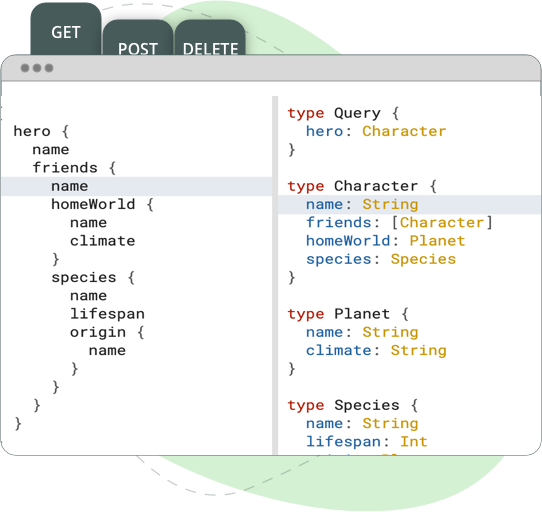 GET
POST
DELETE
hero {
name
friends {
name
homeWorld {
name
climate
}
species {
name
lifespan
origin {
name
}
}
}
}
type Query {
hero: Character
}
type Character {
name: String
friends: [Character]
homeWorld: Planet
species: Species
}
type Planet {
name: String
climate: String
}
type Species {
name: String
lifespan: Int